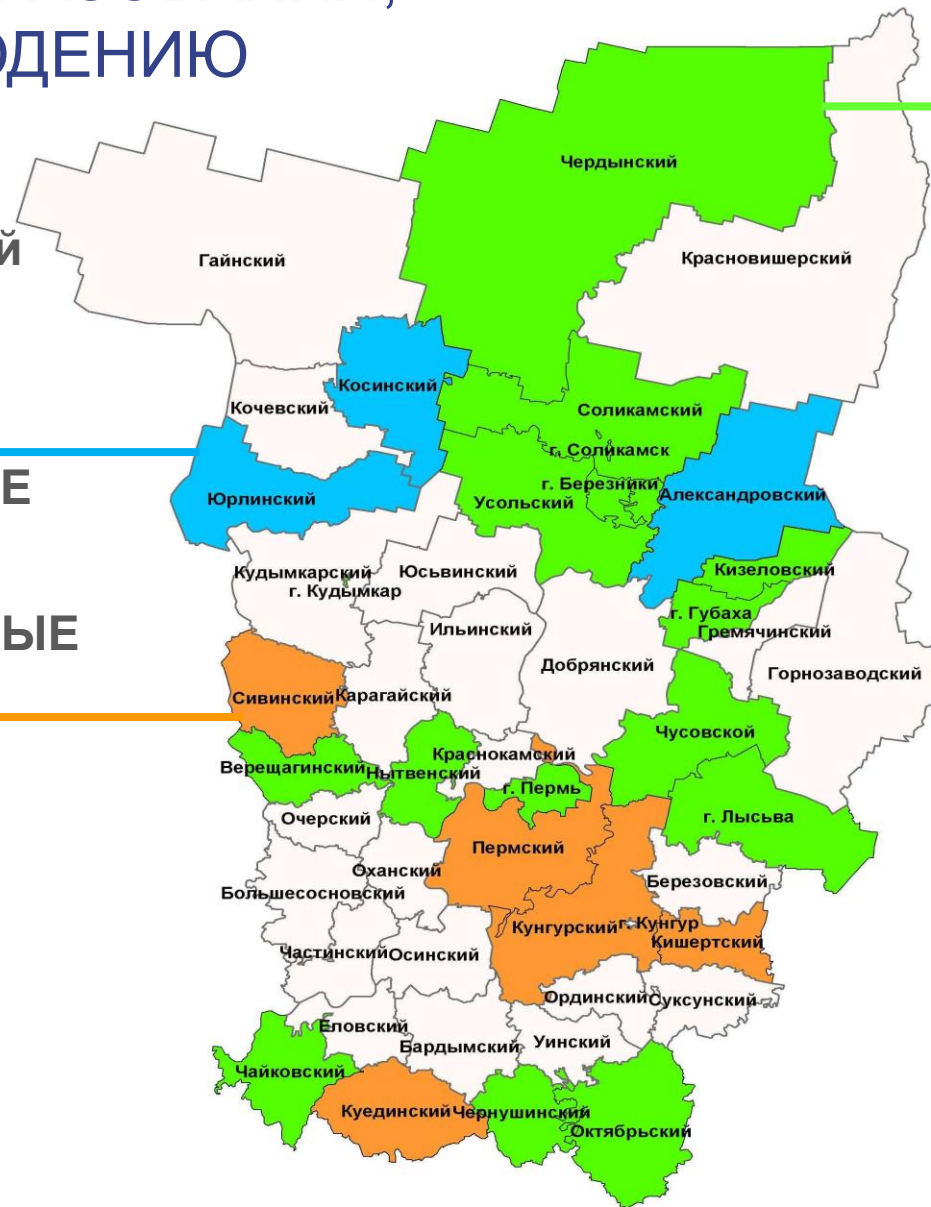 ОДЕНИЮ
Чердынский
й
Гайнский
Красновишерский
Косинский
Кочевский
Соликамский
г. Соликамск
Е
г. Березники
Юрлинский
Усольский
Александровский
Кудымкарский
Юсьвинский
Кизеловский
г. Кудымкар
г. Губаха
ЫЕ
Ильинский
Гремячинский
Добрянский
Горнозаводский
Сивинский
Карагайский
Чусовской
Краснокамский
Верещагинский
Нытвенский
г. Пермь
Очерский
г. Лысьва
Пермский
Оханский
Березовский
Большесосновский
Кунгурский
г. Кунгур
Кишертский
Частинский
Осинский
Ординский
Суксунский
Еловский
Бардымский
Уинский
Чайковский
Куединский
Чернушинский
Октябрьский